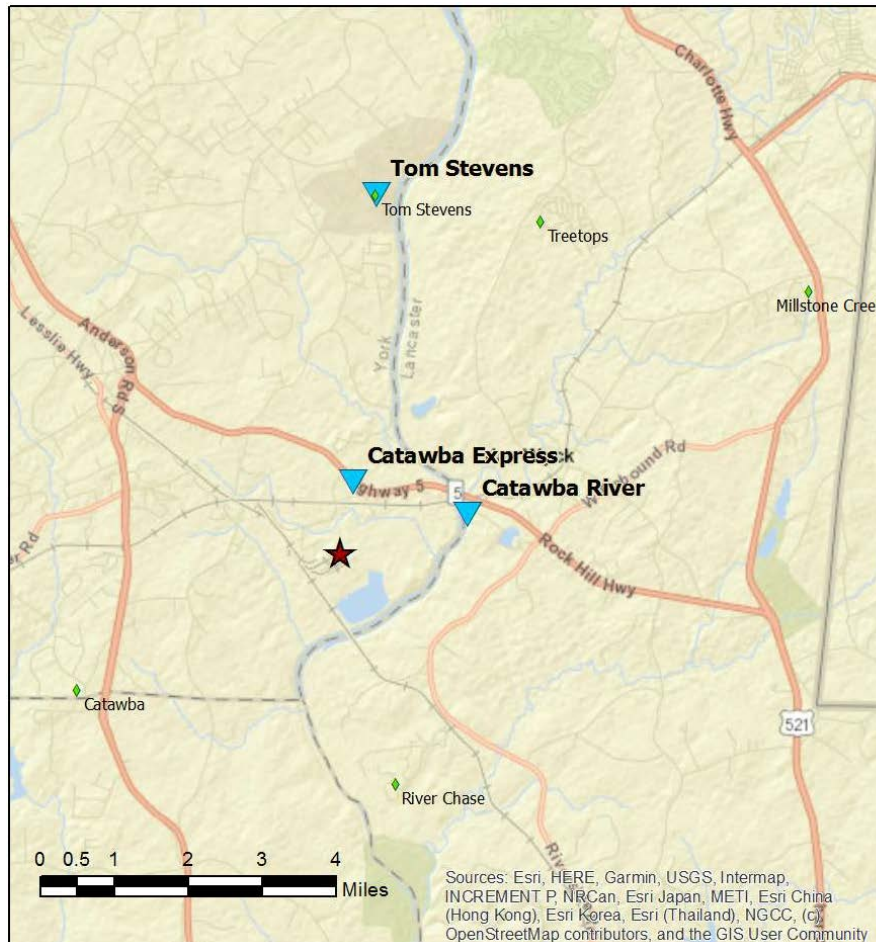 Charlotte Hwy
Tom Stevens
Tom Stevens
Treetops
Millstone Cree
York
Lancaster
Lesslie Hwy
Anderson Rd S
Catawba Express
Highway 5
5
Catawba River
Rd
Rock Hill Hwy
Catawba
521
River Chase
0 0.5 1 2 3 4
Miles
Sources: Esri, HERE, Garmin, USGS, Intermap,
INCREMENT P, NRCan, Esri Japan, METI, Esri China
(Hong Kong), Esri Korea, Esri (Thailand), NGCC, (c)
OpenStreetMap contributors, and the GIS User Community